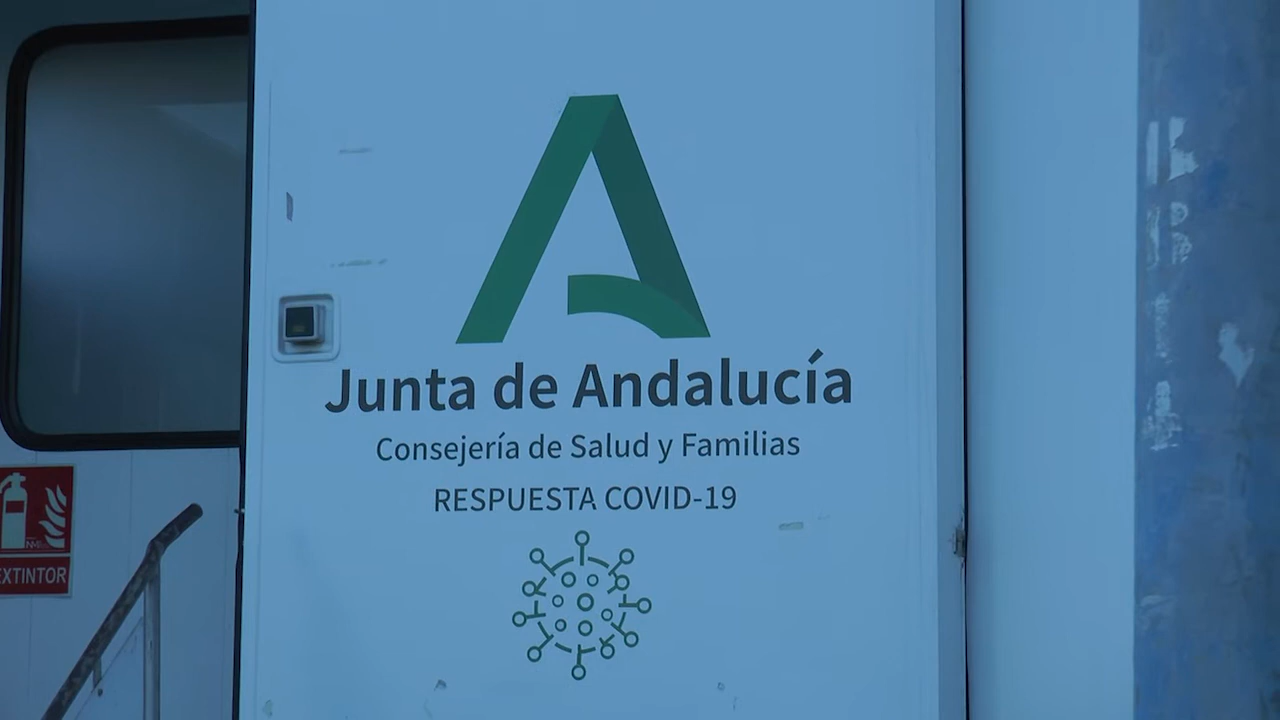 Junta de Andalucía
Consejería de Salud y Familias
RESPUESTA COVID-19
EXTINTOR